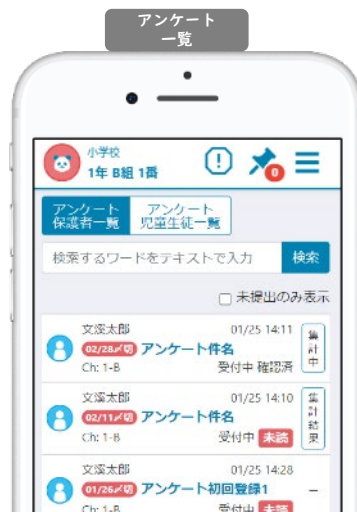 アンケート
一覧
小学校
1年 B組 1番
0
アンケート
保護者一覧
アンケート
児童生徒一覧
検索するワードをテキストで入力
検索
未提出のみ表示
文溪太郎 01/25 14:11
02/28〆切 アンケート件名
Ch: 1-B 受付中 確認済
集計中
文溪太郎 01/25 14:10
02/11〆切 アンケート件名
Ch: 1-B 受付中 未読
集計結果
文溪太郎 01/25 14:28
01/26〆切 アンケート初回登録1 –
Ch: 1-B 受付中 未読